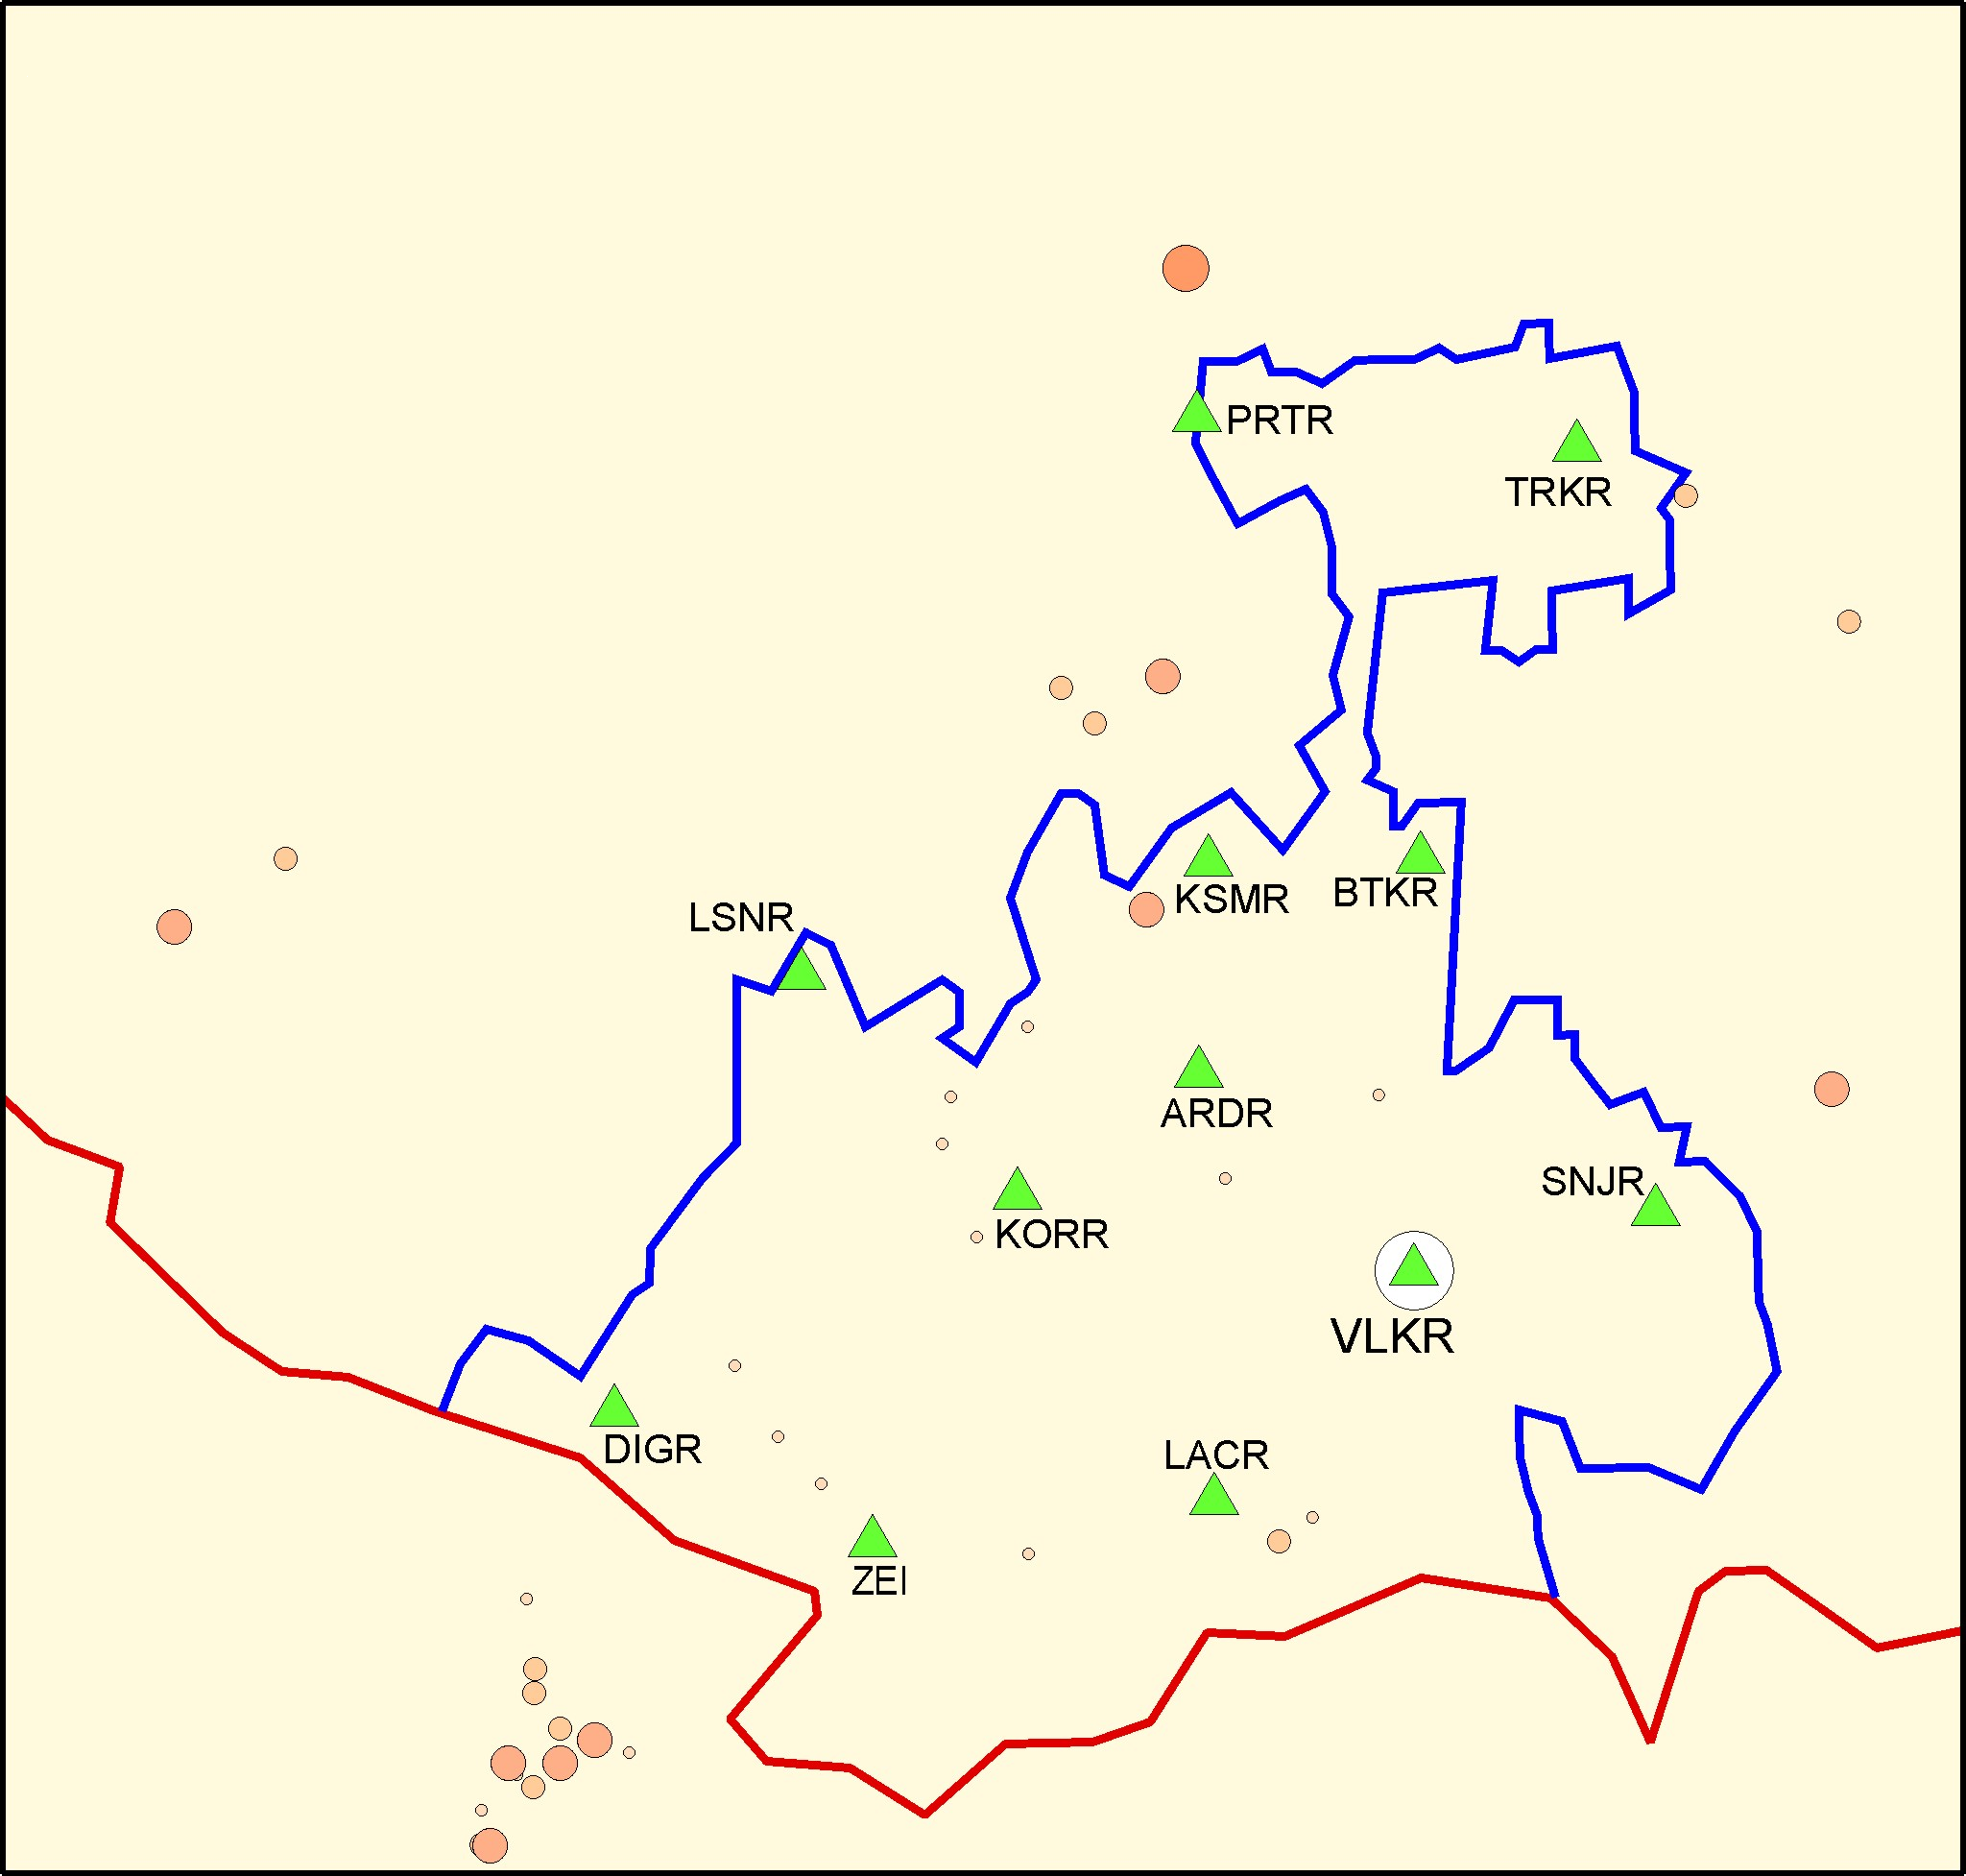 PRTR
TRKR
KSMR
BTKR
LSNR
ARDR
SNJR
KORR
VLKR
DIGR
LACR
ZEI